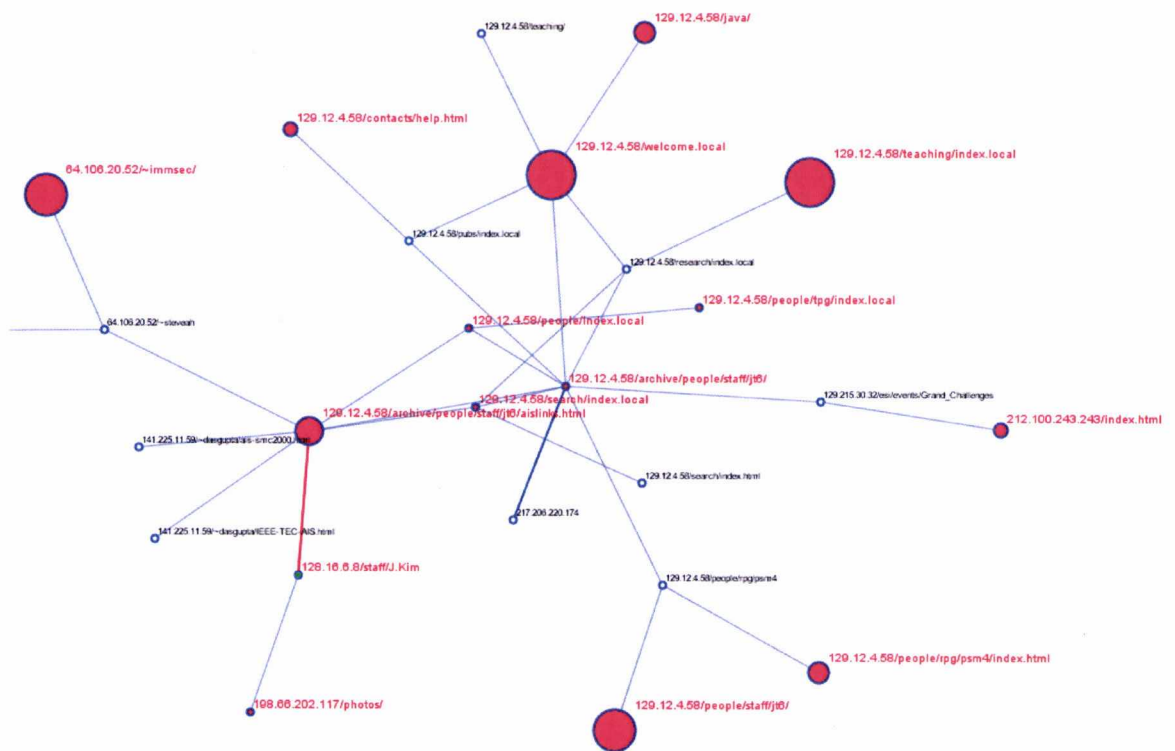 129.12.4.58/java/
129.12.4.58/teaching/
129.12.4.58/contacts/help.html
129.12.4.58/welcome.local
129.12.4.58/teaching/index.local
64.106.20.52/~immsec/
129.12.4.58/pubs/index.local
129.12.4.58/research/index.local
129.12.4.58/people/tpg/index.local
64.106.20.52/~steveah
129.12.4.58/people/index.local
129.12.4.58/archive/people/staff/jt6/
129.12.4.58/search/index.local
129.215.30.32/esi/events/Grand_Challenges
129.12.4.58/archive/people/staff/jt6/aislinks.html
212.100.243.243/index.html
141.225.11.59/~dasgupta/ais-smc2000.html
129.12.4.58/search/index.html
217.206.220.174
141.225.11.59/~dasgupta/IEEE-TEC-AIS.html
128.16.6.8/staff/J.Kim
129.12.4.58/people/rpg/psm4
129.12.4.58/people/rpg/psm4/index.html
198.66.202.117/photos/
129.12.4.58/people/staff/jt6/